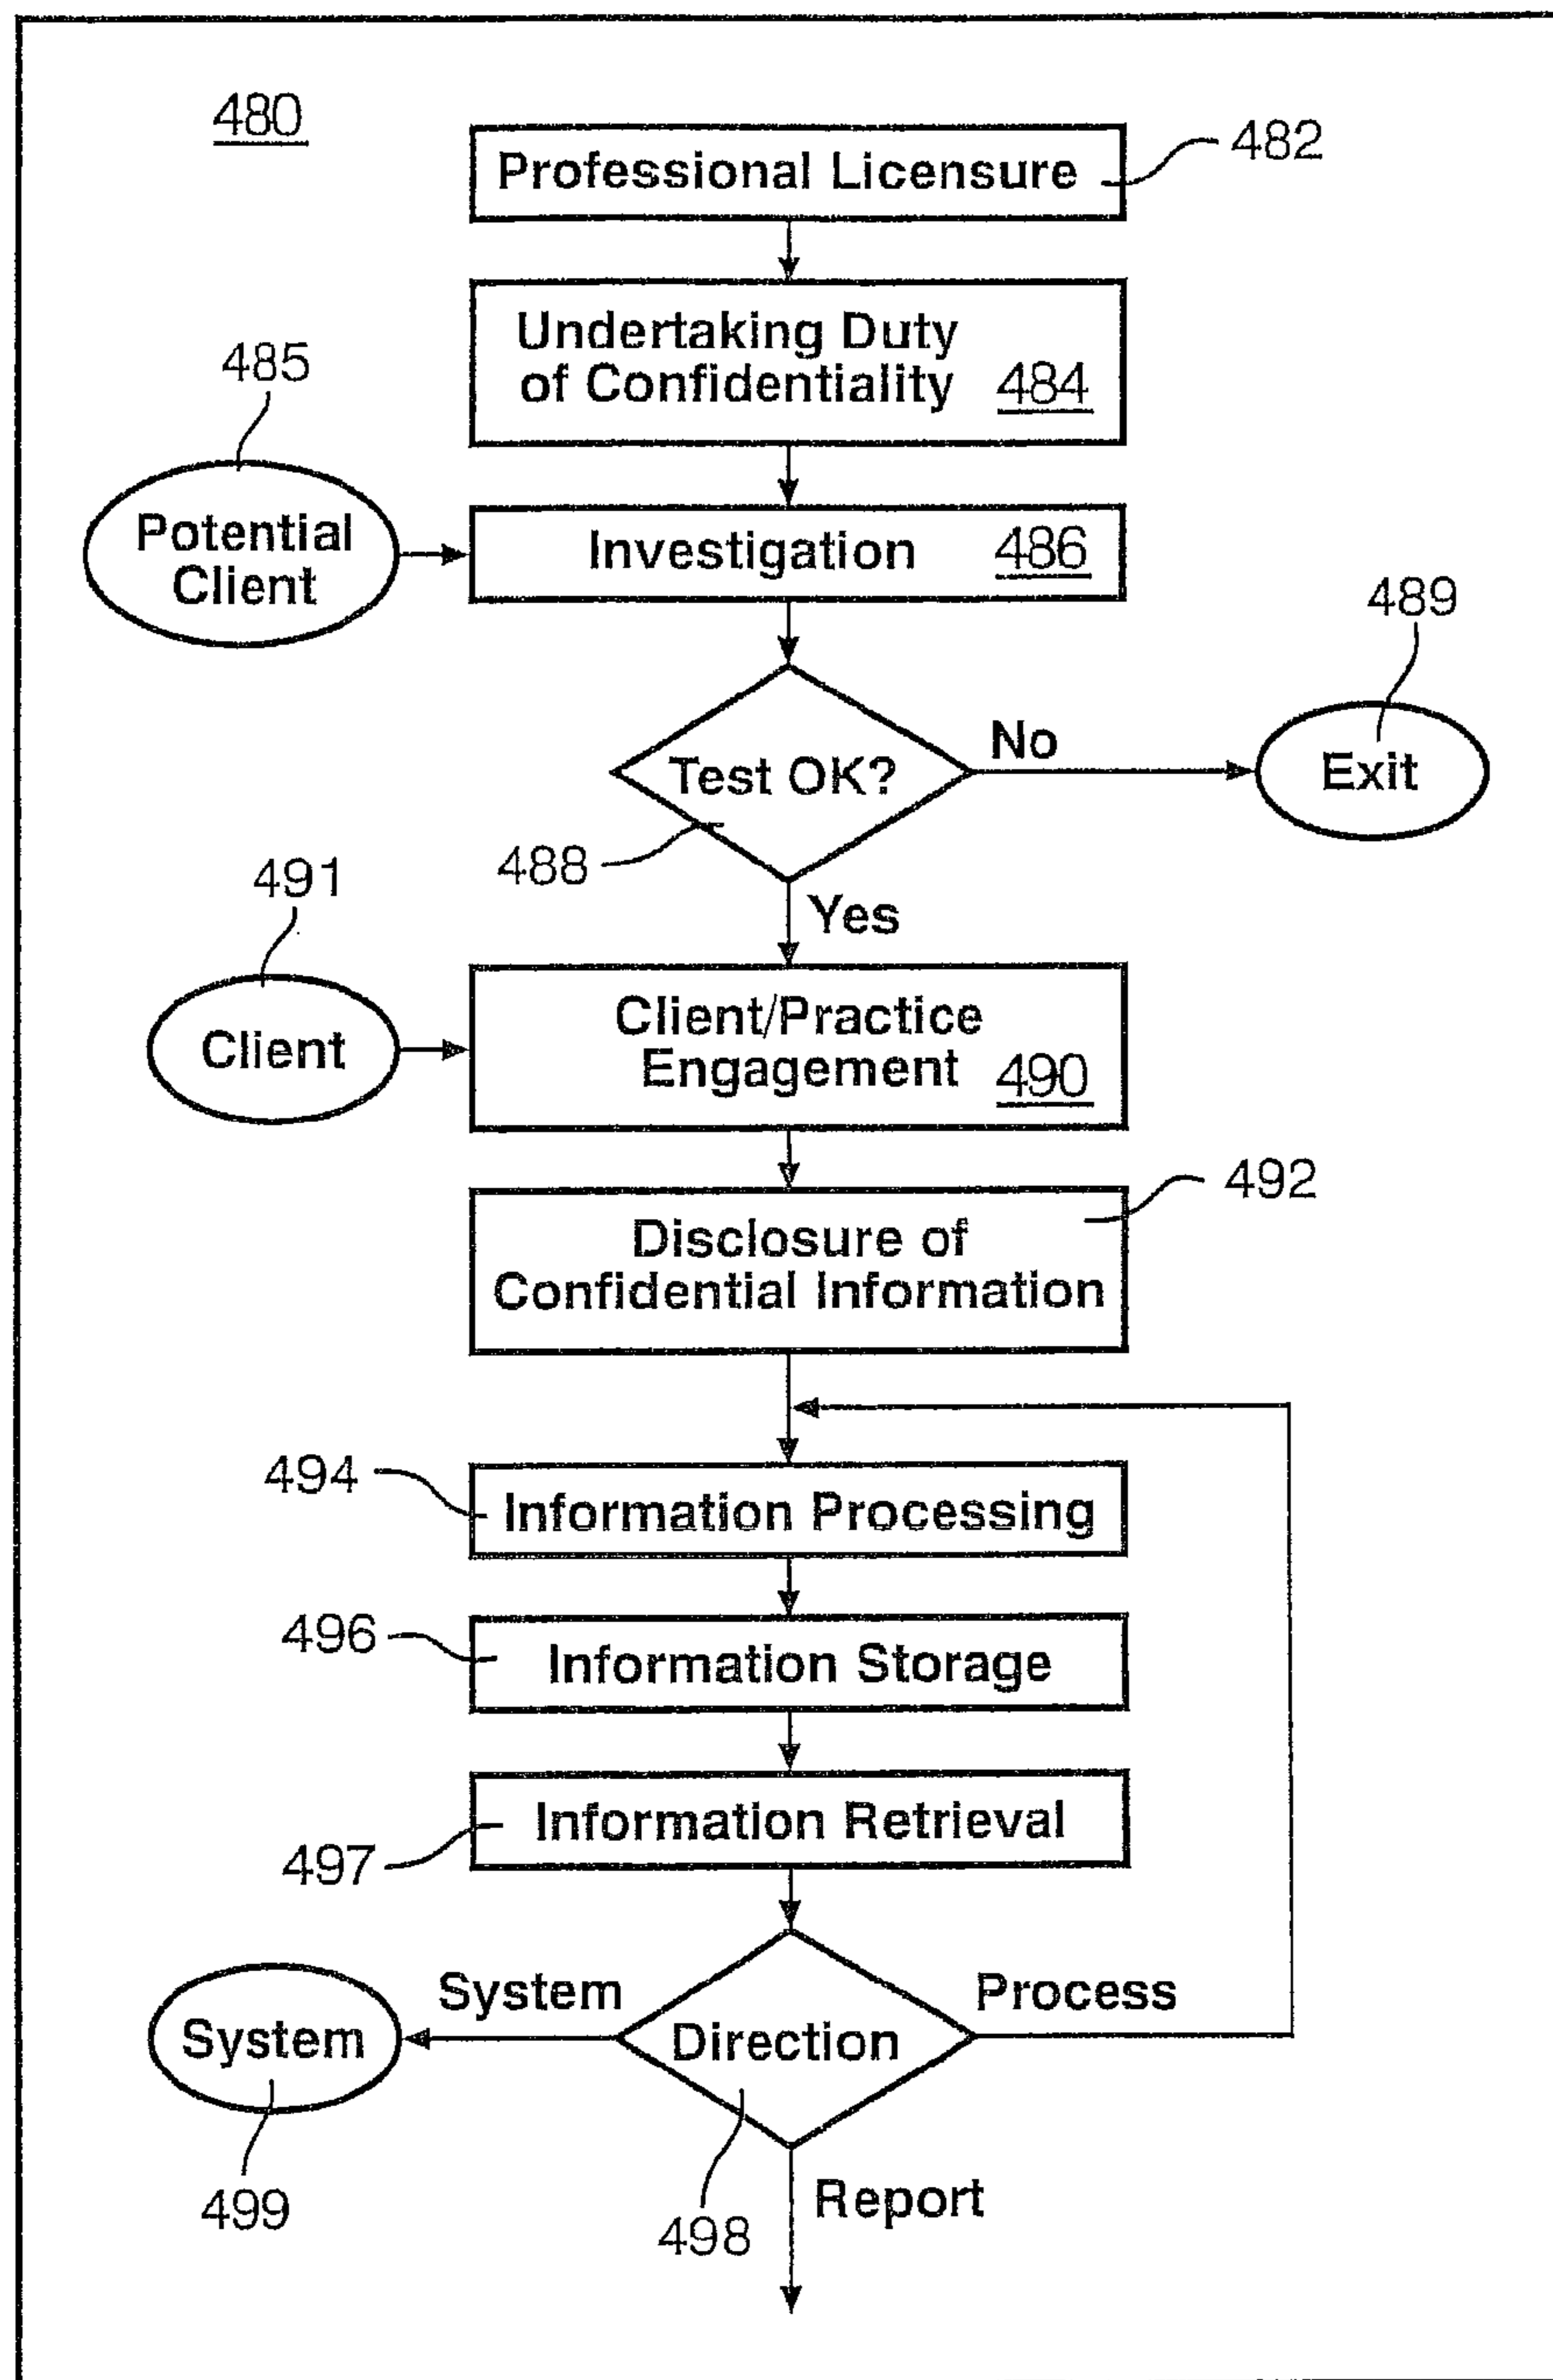 480
Professional Licensure
482
Undertaking Duty
of Confidentiality 484
485
Potential
Client
Investigation 486
489
Test OK?
No
Exit
488
Yes
491
Client
Client/Practice
Engagement 490
492
Disclosure of
Confidential Information
494
Information Processing
496
Information Storage
Information Retrieval
497
System
Process
System
Direction
499
498
Report